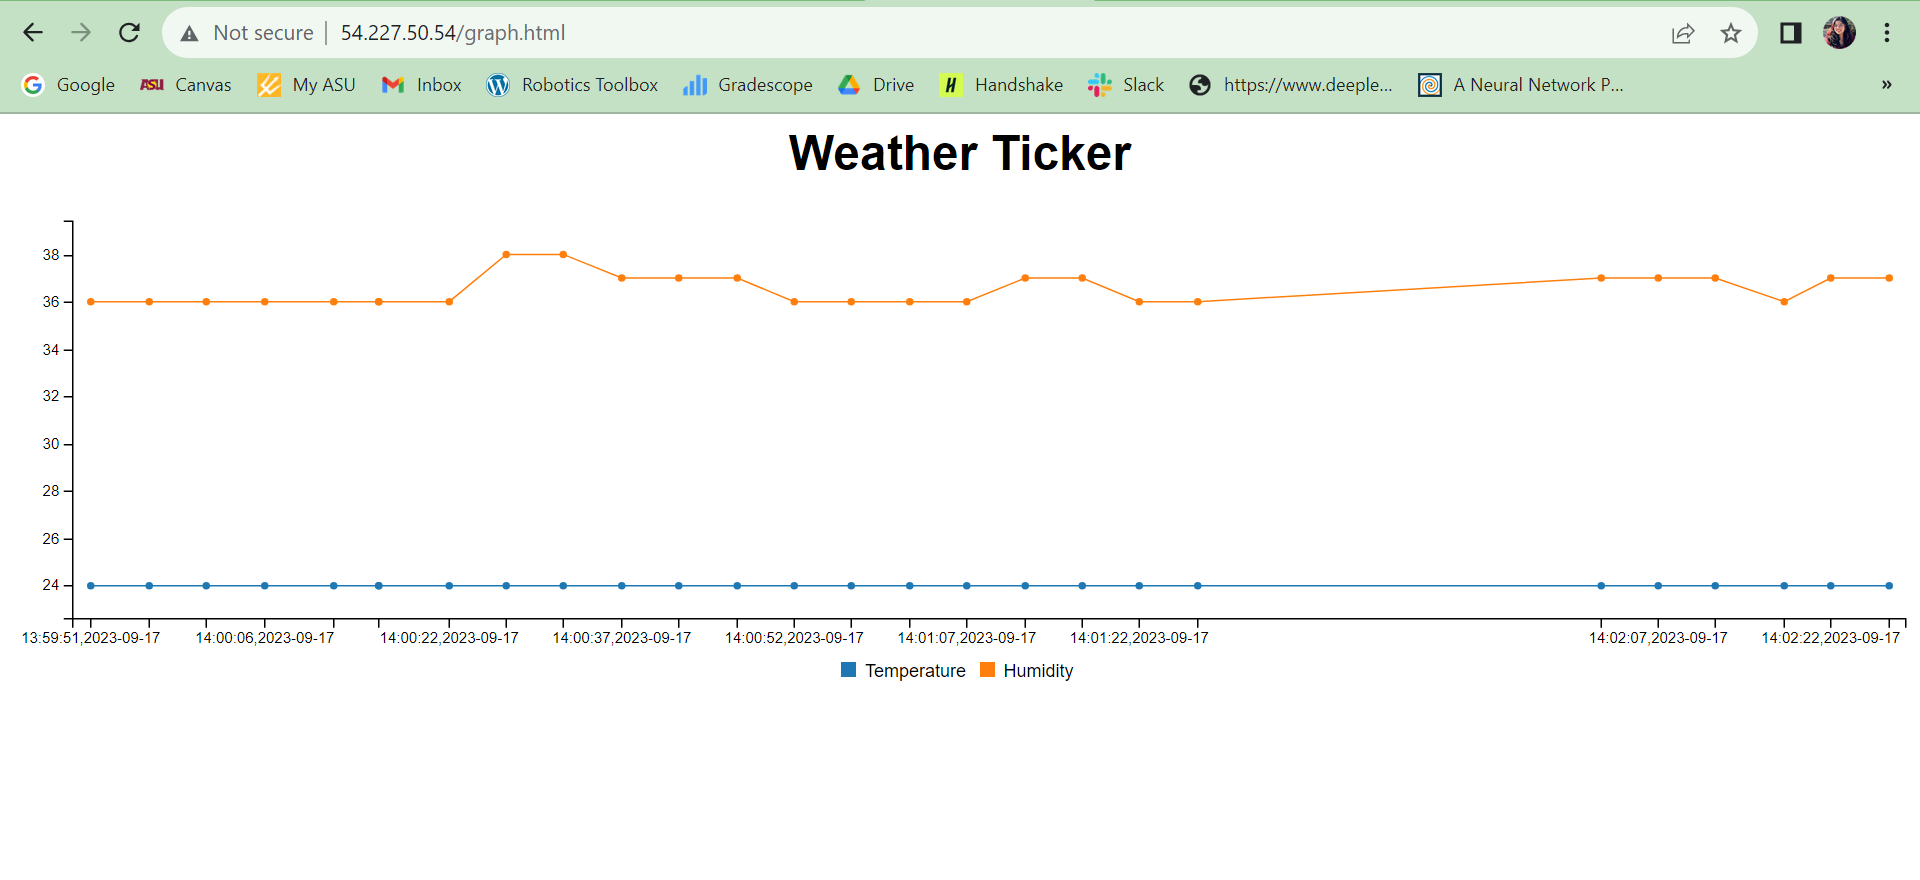 Not secure | 54.227.50.54/graph.html
Google ASU Canvas My ASU Inbox Robotics Toolbox Gradescope Drive H Handshake Slack https://www.deeple... A Neural Network P... »
Weather Ticker
38
36
34
32
30
28
26
24
13:59:51,2023-09-17 14:00:06,2023-09-17 14:00:22,2023-09-17 14:00:37,2023-09-17 14:00:52,2023-09-17 14:01:07,2023-09-17 14:01:22,2023-09-17 14:02:07,2023-09-17 14:02:22,2023-09-17
Temperature Humidity